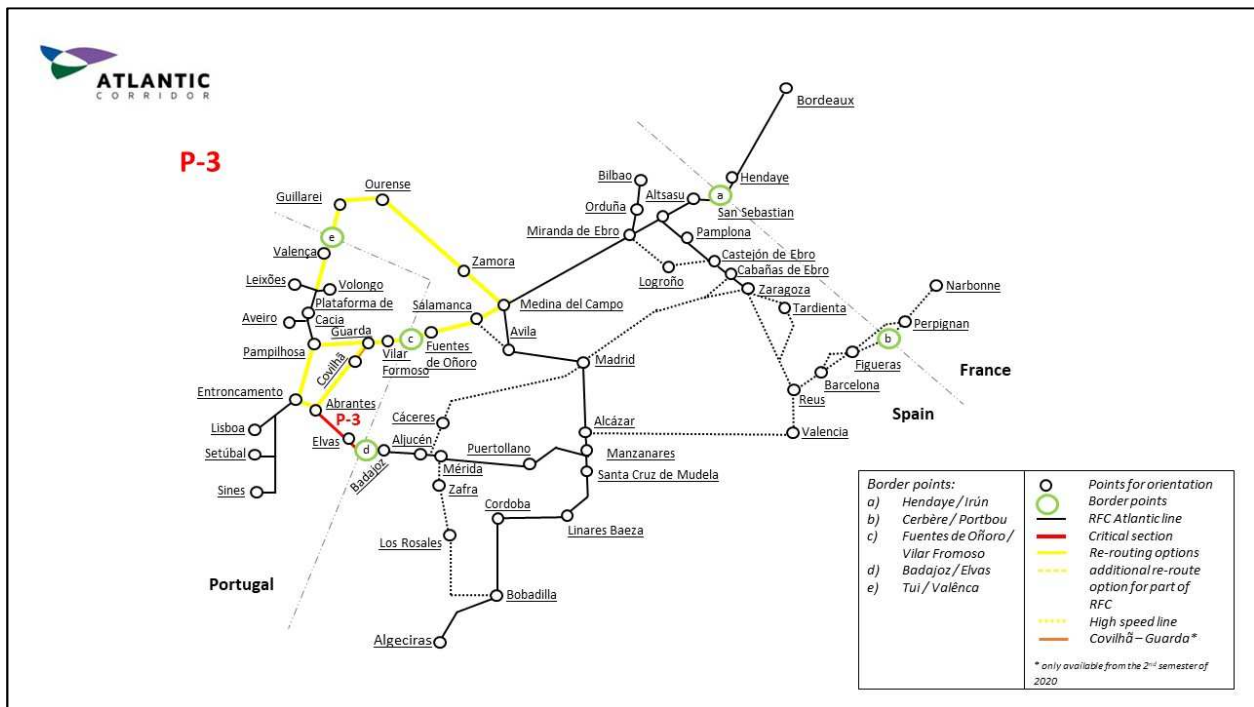 ATLANTIC
CORRIDOR
P-3
Bordeaux
Hendaye
a
Bilbao
Altsasu
Orduña
San Sebastian
Ourense
Guillarei
Miranda de Ebro
Pamplona
e
Castejón de Ebro
Valença
Cabañas de Ebro
Zamora
Logroño
Zaragoza
Leixões
Volongo
Narbonne
Salamanca
Medina del Campo
Tardienta
Plataforma de
Cacia
Aveiro
Perpignan
Guarda
Avila
b
c
Fuentes
de Oñoro
Pampilhosa
Vilar
Formoso
Figueras
Covilhã
Madrid
France
Barcelona
Entroncamento
Reus
Abrantes
Spain
P-3
Cáceres
Alcázar
Lisboa
Valencia
Elvas
d
Aljucén
Puertollano
Manzanares
Setúbal
Badajoz
Mérida
Santa Cruz de Mudela
Zafra
Sines
Cordoba
Linares Baeza
Los Rosales
Portugal
Bobadilla
Algeciras
Border points:
a) Hendaye / Irún
b) Cerbère / Portbou
c) Fuentes de Oñoro /
Vilar Fromoso
d) Badajoz / Elvas
e) Tui / Valênca
Points for orientation
Border points
RFC Atlantic line
Critical section
Re-routing options
additional re-route
option for part of
RFC
High speed line
Covilhã – Guarda*
* only available from the 2nd semester of
2020